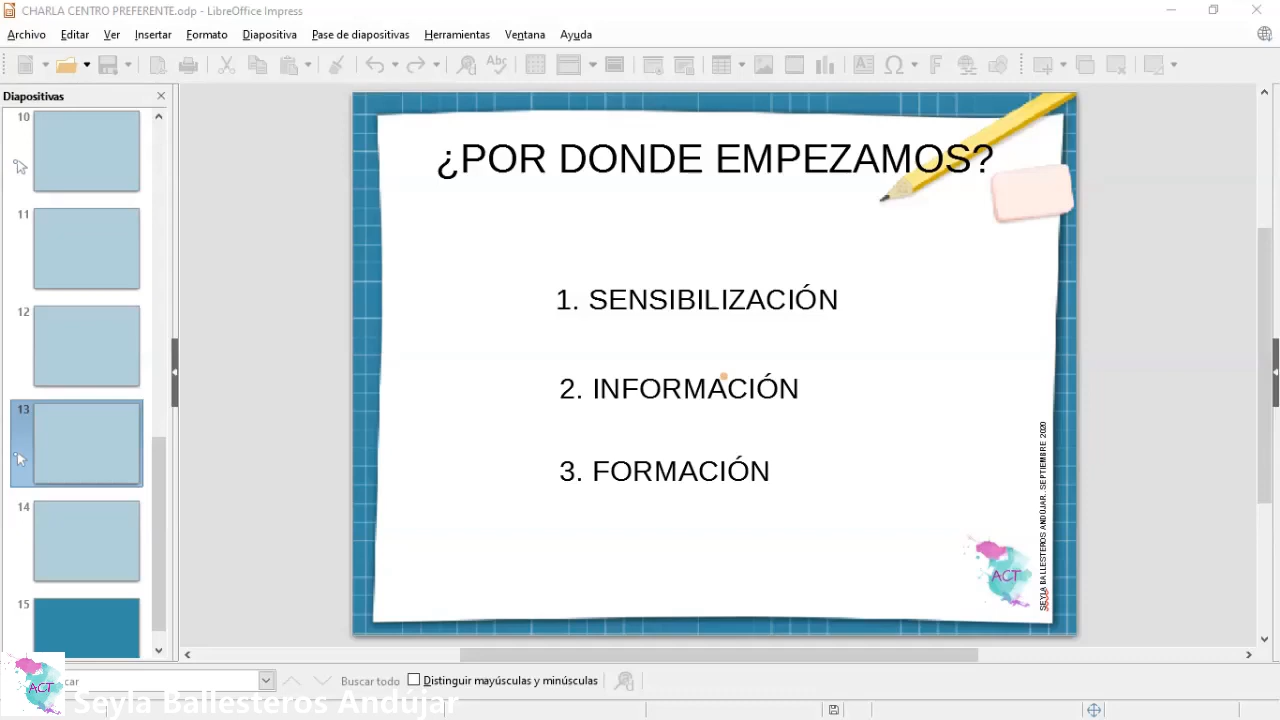 CHARLA CENTRO PREFERENTE.odp - LibreOffice Impress
Archivo Editar Ver Insertar Formato Diapositiva Pase de diapositivas Herramientas Ventana Ayuda
Diapositivas
10
11
12
13
14
15
¿POR DONDE EMPEZAMOS?
1. SENSIBILIZACIÓN
2. INFORMACIÓN
3. FORMACIÓN
ACT
SEYLA BALLESTEROS ANDÚJAR. SEPTIEMBRE 2020
car
Buscar todo
Distinguir mayúsculas y minúsculas
ACT
Seyla Ballesteros Andújar